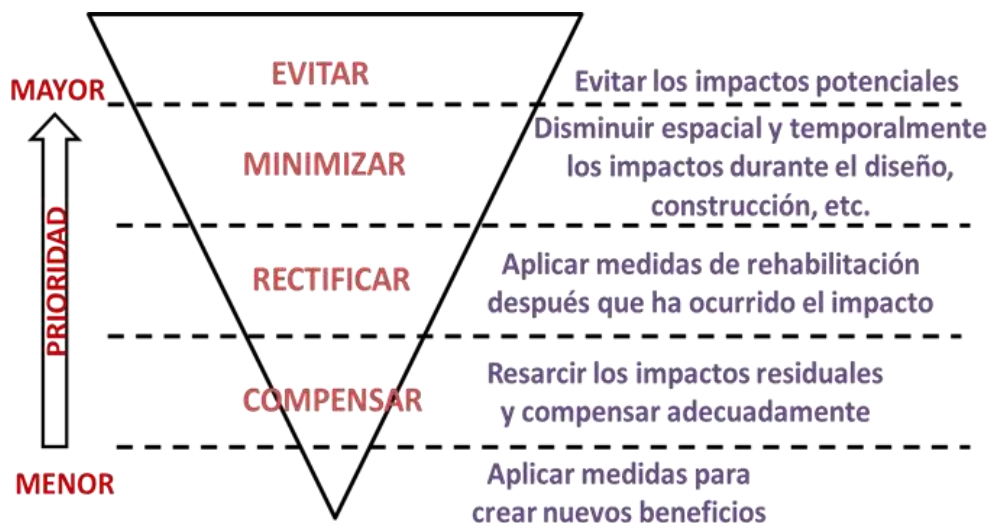 EVITAR
Evitar los impactos potenciales
MAYOR
MINIMIZAR
Disminuir espacial y temporalmente
los impactos durante el diseño,
construcción, etc.
PRIORIDAD
RECTIFICAR
Aplicar medidas de rehabilitación
después que ha ocurrido el impacto
COMPENSAR
Resarcir los impactos residuales
y compensar adecuadamente
MENOR
Aplicar medidas para
crear nuevos beneficios